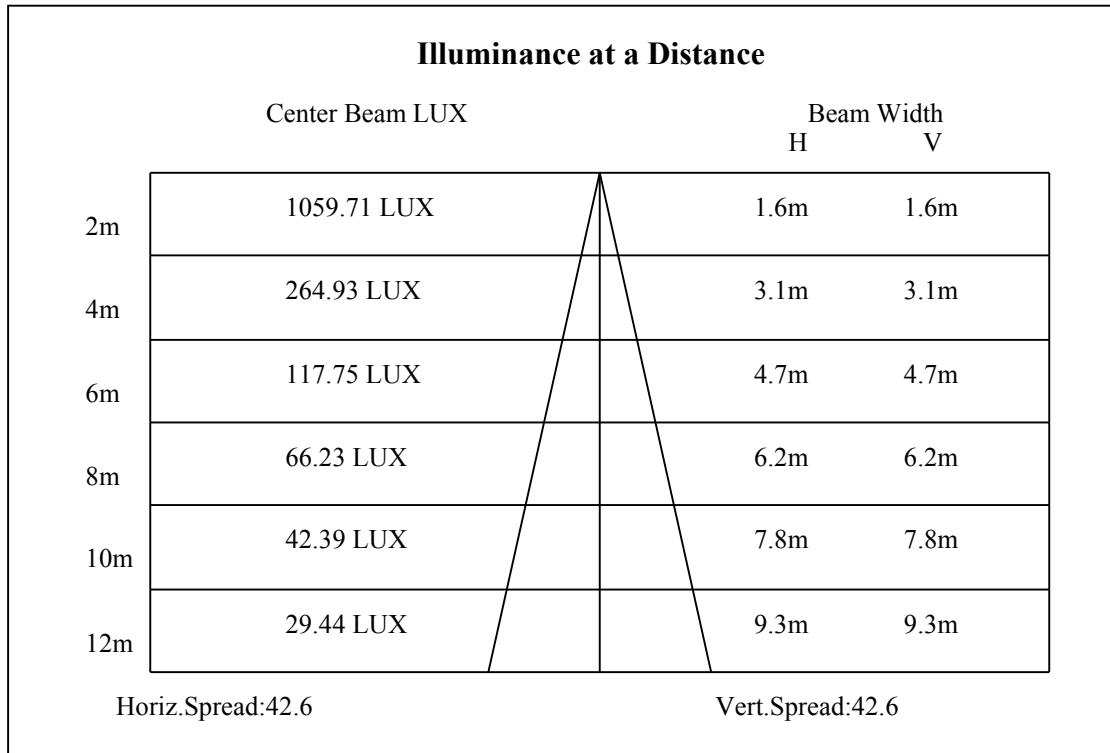 Illuminance at a Distance
Center Beam LUX Beam Width
H V
2m 1059.71 LUX 1.6m 1.6m
4m 264.93 LUX 3.1m 3.1m
6m 117.75 LUX 4.7m 4.7m
8m 66.23 LUX 6.2m 6.2m
10m 42.39 LUX 7.8m 7.8m
12m 29.44 LUX 9.3m 9.3m
Horiz.Spread:42.6 Vert.Spread:42.6